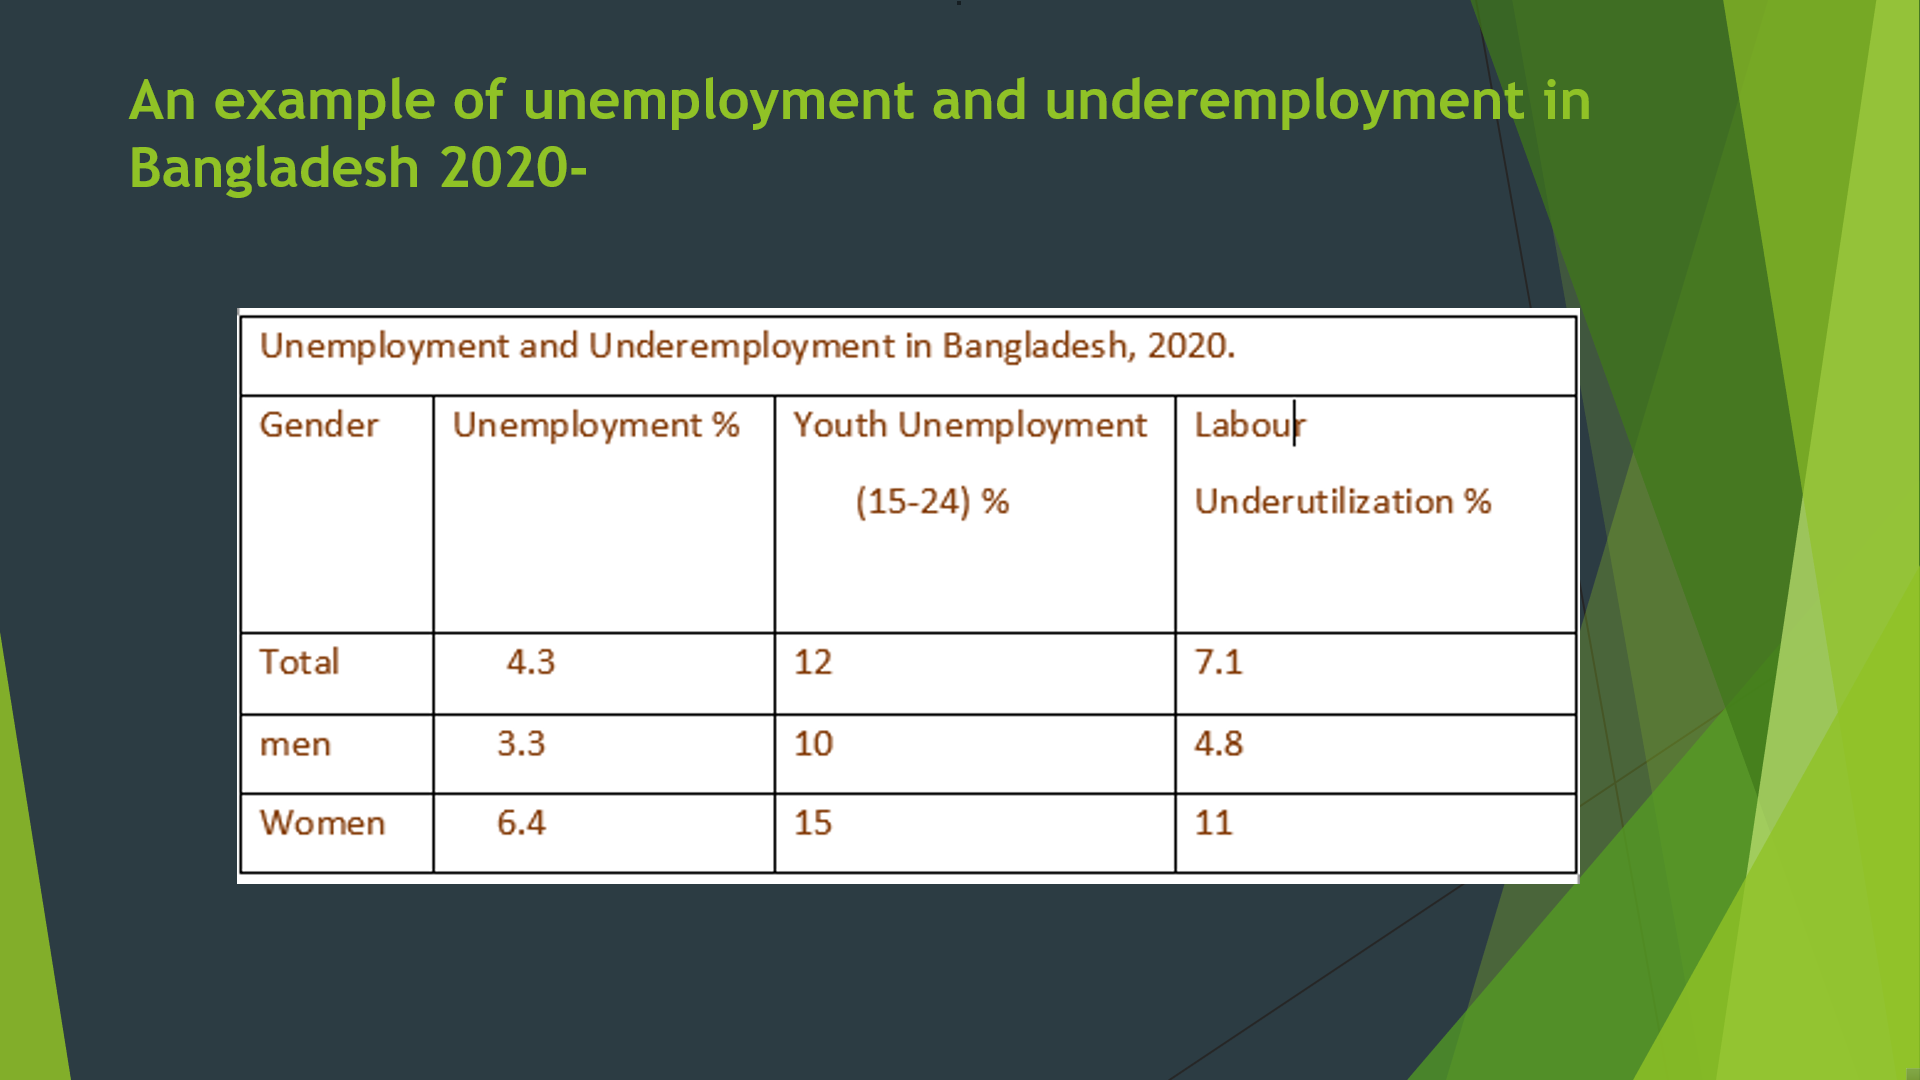 An example of unemployment and underemployment in
Bangladesh 2020-
Unemployment and Underemployment in Bangladesh, 2020.
Gender Unemployment % Youth Unemployment Labour
(15-24) % Underutilization %
Total 4.3 12 7.1
men 3.3 10 4.8
Women 6.4 15 11